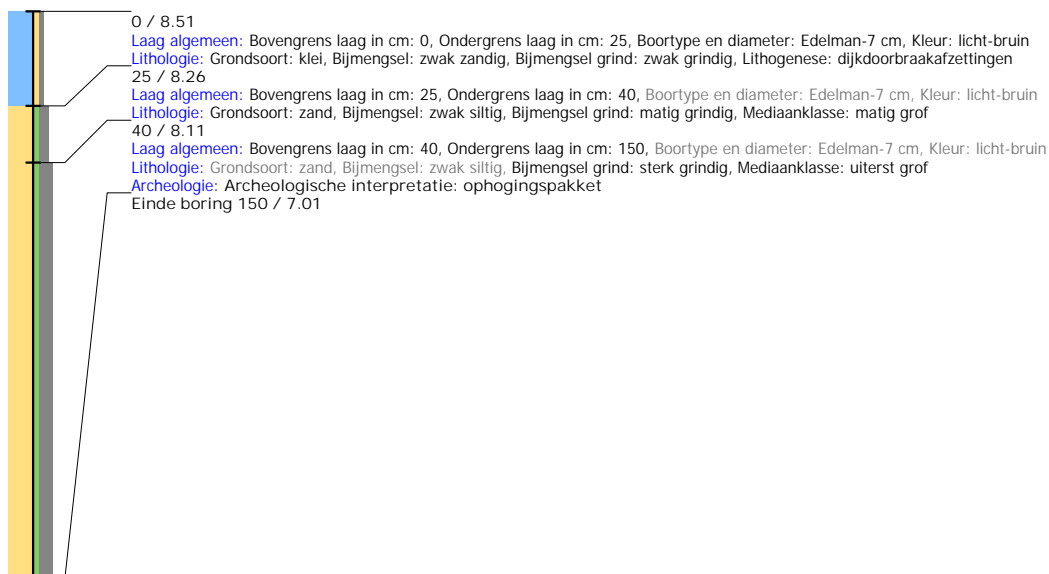 0 / 8.51
Laag algemeen: Bovengrens laag in cm: 0, Ondergrens laag in cm: 25, Boortype en diameter: Edelman-7 cm, Kleur: licht-bruin
Lithologie: Grondsoort: klei, Bijmengsel: zwak zandig, Bijmengsel grind: zwak grindig, Lithogenese: dijkdoorbraakafzettingen
25 / 8.26
Laag algemeen: Bovengrens laag in cm: 25, Ondergrens laag in cm: 40, Boortype en diameter: Edelman-7 cm, Kleur: licht-bruin
Lithologie: Grondsoort: zand, Bijmengsel: zwak siltig, Bijmengsel grind: matig grindig, Mediaanklasse: matig grof
40 / 8.11
Laag algemeen: Bovengrens laag in cm: 40, Ondergrens laag in cm: 150, Boortype en diameter: Edelman-7 cm, Kleur: licht-bruin
Lithologie: Grondsoort: zand, Bijmengsel: zwak siltig, Bijmengsel grind: sterk grindig, Mediaanklasse: uiterst grof
Archeologie: Archeologische interpretatie: ophogingspakket
Einde boring 150 / 7.01